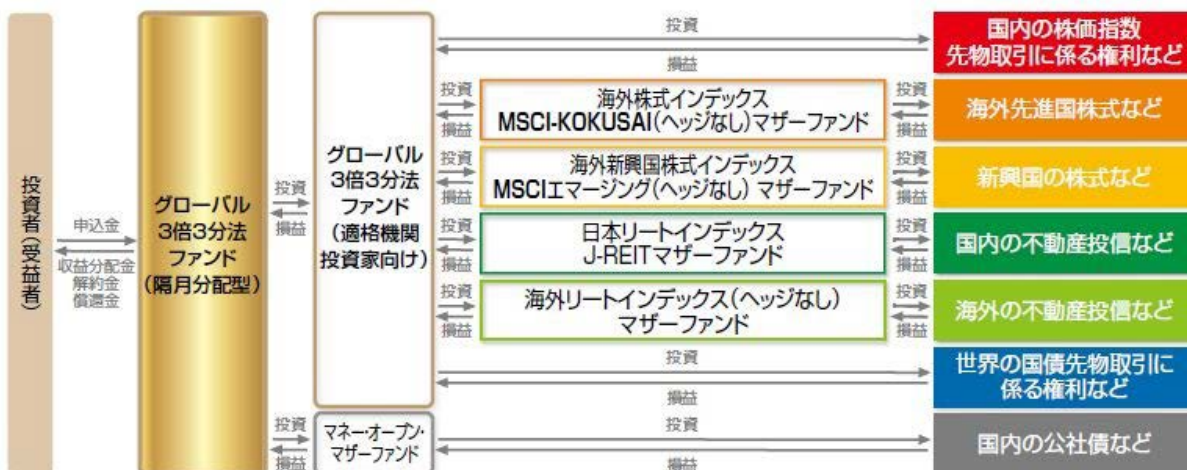 投資者（受益者）
申込金
収益分配金
解約金
償還金
グローバル
3倍3分法
ファンド
（隔月分配型）
投資
損益
グローバル
3倍3分法
ファンド
（適格機関
投資家向け）
投資
損益
国内の株価指数
先物取引に係る権利など
投資
損益
海外株式インデックス
MSCI-KOKUSAI（ヘッジなし）マザーファンド
投資
損益
海外先進国株式など
投資
損益
海外新興国株式インデックス
MSCIエマージング（ヘッジなし） マザーファンド
投資
損益
新興国の株式など
投資
損益
日本リートインデックス
J-REITマザーファンド
投資
損益
国内の不動産投信など
投資
損益
海外リートインデックス（ヘッジなし）
マザーファンド
投資
損益
海外の不動産投信など
投資
損益
世界の国債先物取引に
係る権利など
投資
損益
マネー・オープン・
マザーファンド
投資
損益
国内の公社債など